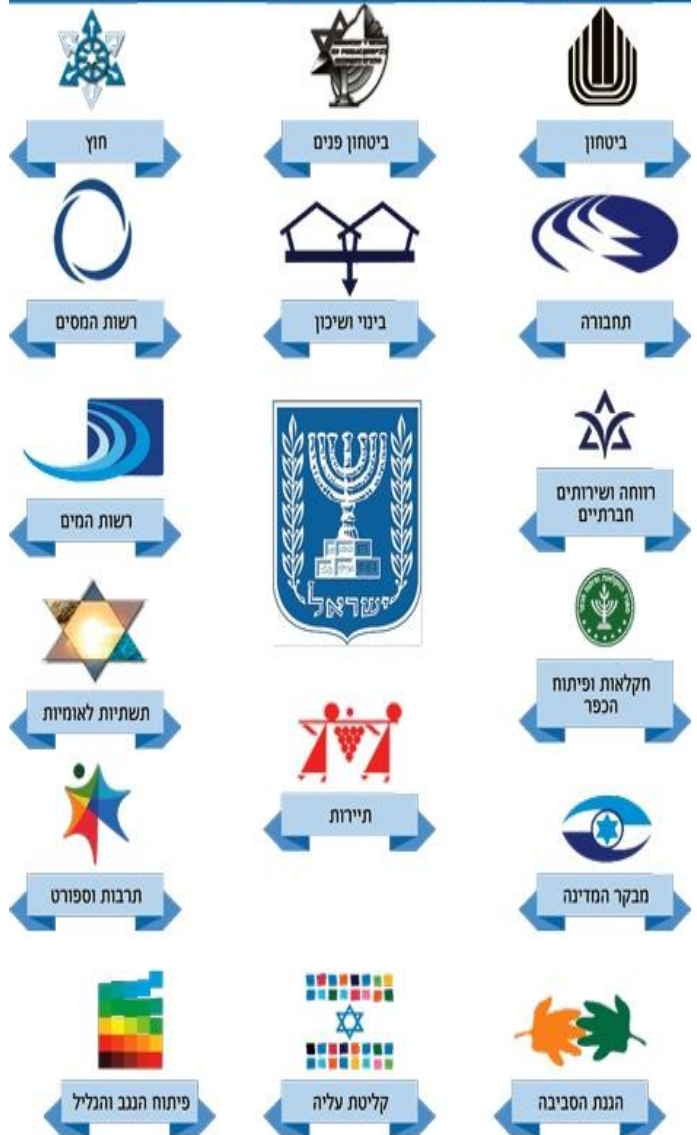 ביטחון
ביטחון פנים
חוץ
תחבורה
בינוי ושיכון
רשות המסים
רווחה ושירותים
חברתיים
ישראל
רשות המים
חקלאות ופיתוח
הכפר
תיירות
תשתיות לאומיות
מבקר המדינה
תרבות וספורט
הגנת הסביבה
קליטת עליה
פיתוח הנגב והגליל